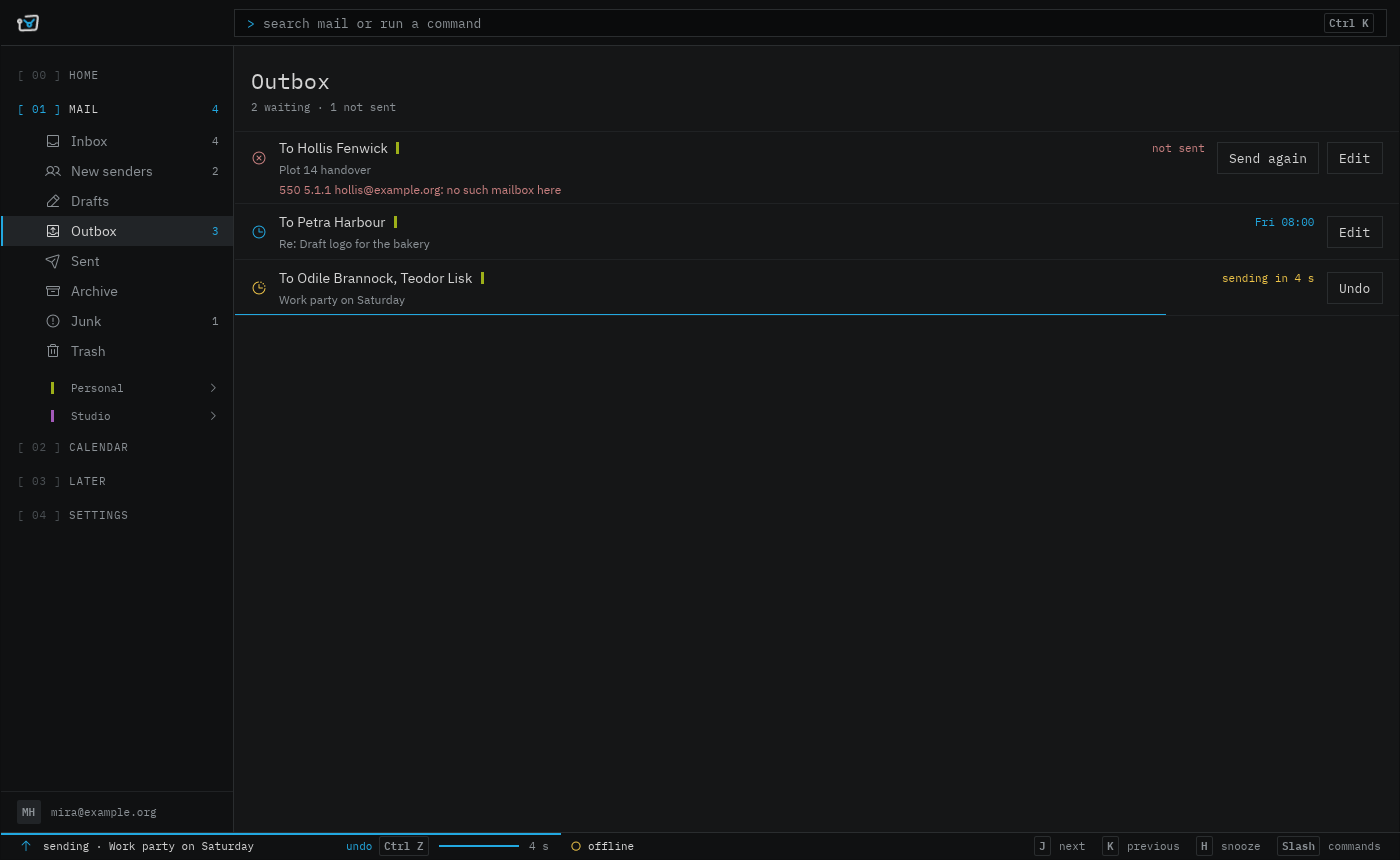 > search mail or run a command Ctrl K
[ 00 ] HOME
[ 01 ] MAIL 4
Inbox 4
New senders 2
Drafts
Outbox 3
Sent
Archive
Junk 1
Trash
Personal
Studio
[ 02 ] CALENDAR
[ 03 ] LATER
[ 04 ] SETTINGS
MH mira@example.org
Outbox
2 waiting · 1 not sent
To Hollis Fenwick not sent Send again Edit
Plot 14 handover
550 5.1.1 hollis@example.org: no such mailbox here
To Petra Harbour Fri 08:00 Edit
Re: Draft logo for the bakery
To Odile Brannock, Teodor Lisk sending in 4 s Undo
Work party on Saturday
sending · Work party on Saturday undo Ctrl Z 4 s offline J next K previous H snooze Slash commands